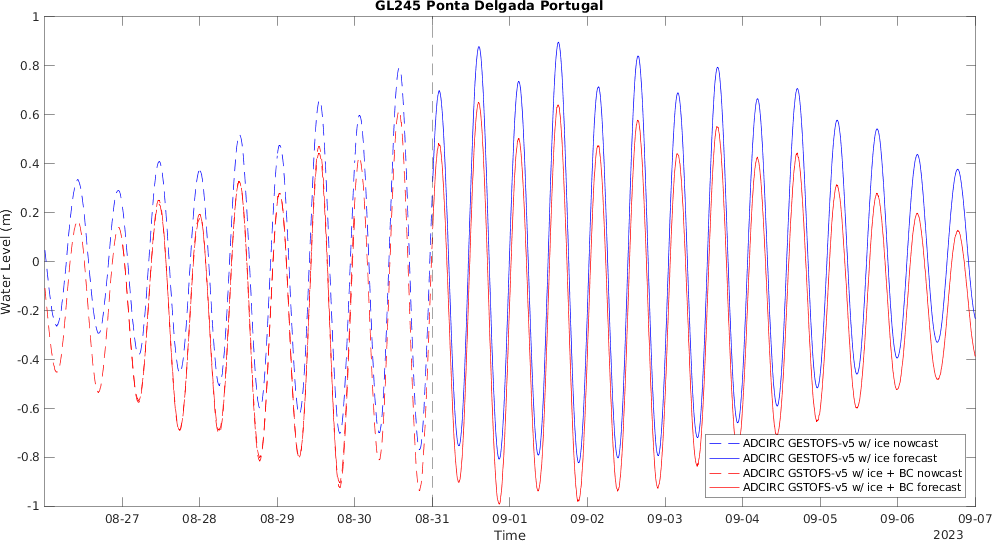 GL245 Ponta Delgada Portugal
1
0.8
0.6
0.4
0.2
0
-0.2
-0.4
-0.6
-0.8
-1
Water Level (m)
ADCIRC GESTOFS-v5 w/ ice nowcast
ADCIRC GESTOFS-v5 w/ ice forecast
ADCIRC GSTOFS-v5 w/ ice + BC nowcast
ADCIRC GSTOFS-v5 w/ ice + BC forecast
08-27 08-28 08-29 08-30 08-31 09-01 09-02 09-03 09-04 09-05 09-06 09-07
Time
2023